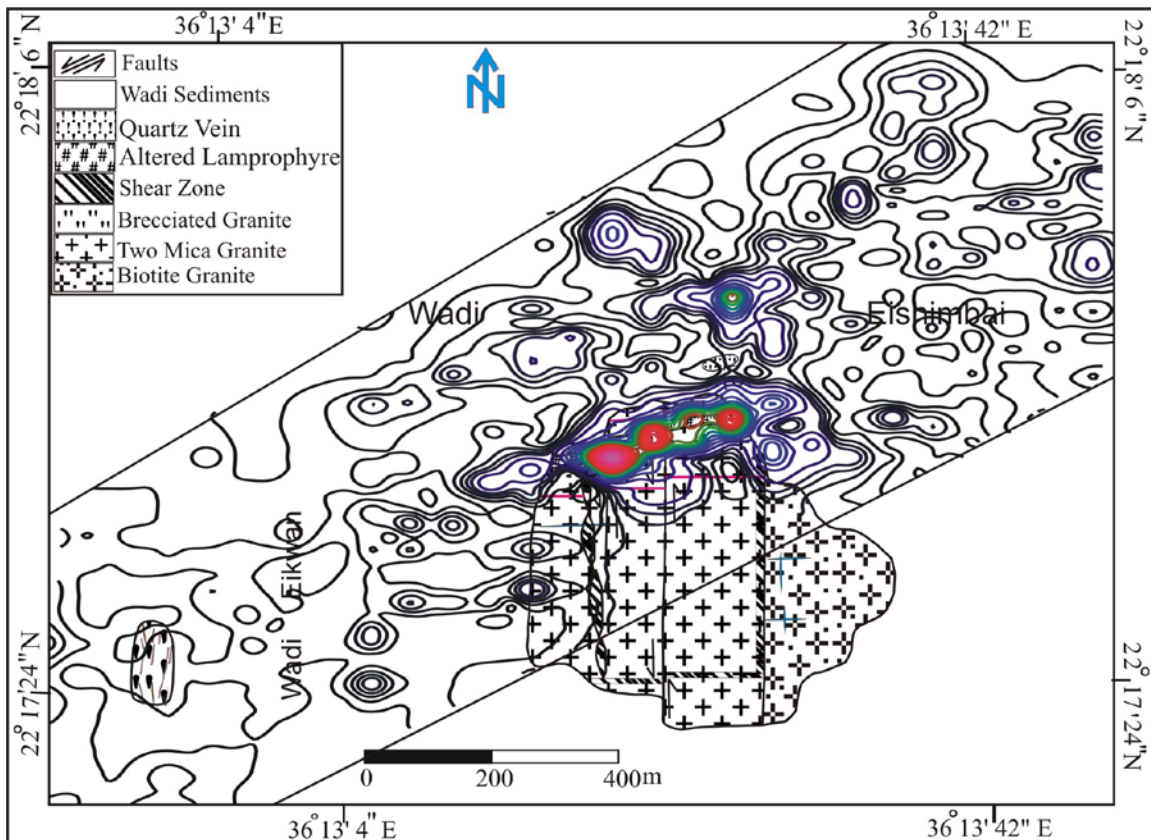 36°13' 4" E
36°13' 42" E
22°18' 6" N
22°18' 6" N
N
Faults
Wadi Sediments
Quartz Vein
Altered Lamprophyre
Shear Zone
Brecciated Granite
Two Mica Granite
Biotite Granite
Wadi
Eishimbai
wadi Eikwan
22°17' 24" N
22°17' 24" N
0 200 400m
36°13' 4" E
36°13' 42" E